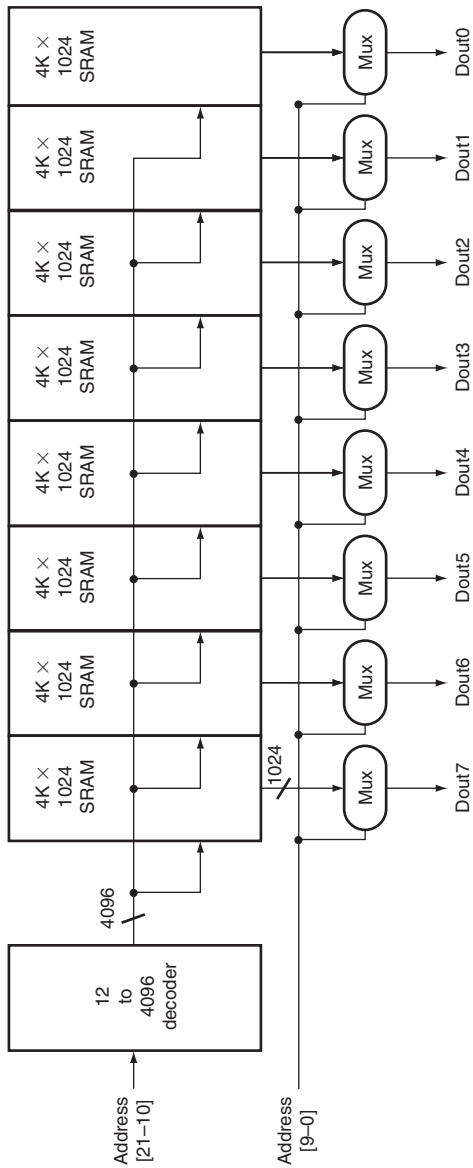 Address
[21–10]
12
to
4096
decoder
4096
4K ×
1024
SRAM
4K ×
1024
SRAM
4K ×
1024
SRAM
4K ×
1024
SRAM
4K ×
1024
SRAM
4K ×
1024
SRAM
4K ×
1024
SRAM
4K ×
1024
SRAM
Address
[9–0]
1024
Mux
Mux
Mux
Mux
Mux
Mux
Mux
Mux
Dout7
Dout6
Dout5
Dout4
Dout3
Dout2
Dout1
Dout0